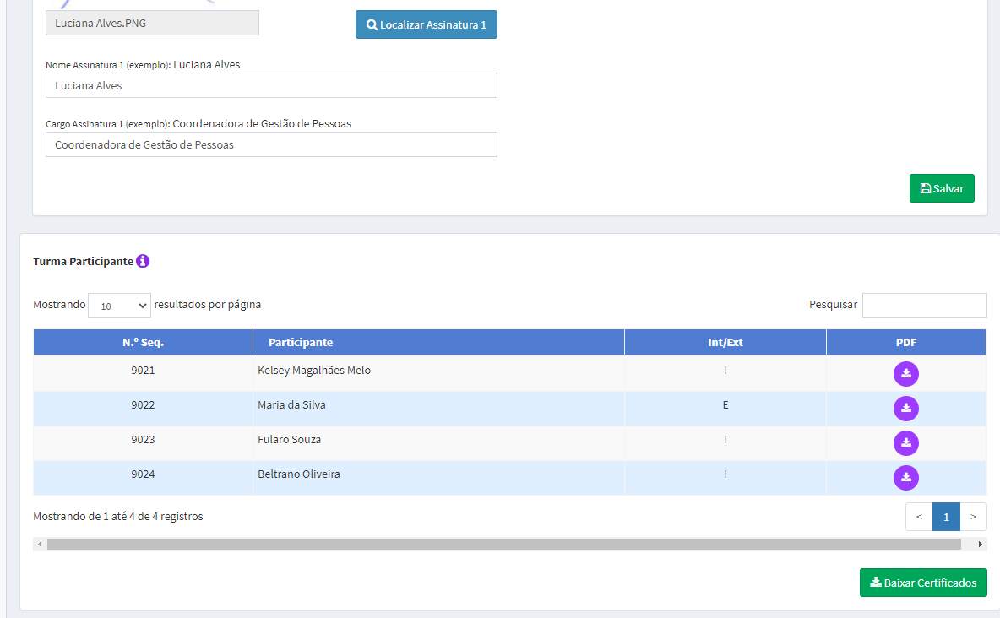 Luciana Alves.PNG
Localizar Assinatura 1
Nome Assinatura 1 (exemplo): Luciana Alves
Luciana Alves
Cargo Assinatura 1 (exemplo): Coordenadora de Gestão de Pessoas
Coordenadora de Gestão de Pessoas
Salvar
Turma Participante
Mostrando 10 resultados por página
Pesquisar
N.º Seq. Participante Int/Ext PDF
9021 Kelsey Magalhães Melo I
9022 Maria da Silva E
9023 Fularo Souza I
9024 Beltrano Oliveira I
Mostrando de 1 até 4 de 4 registros
< 1 >
Baixar Certificados